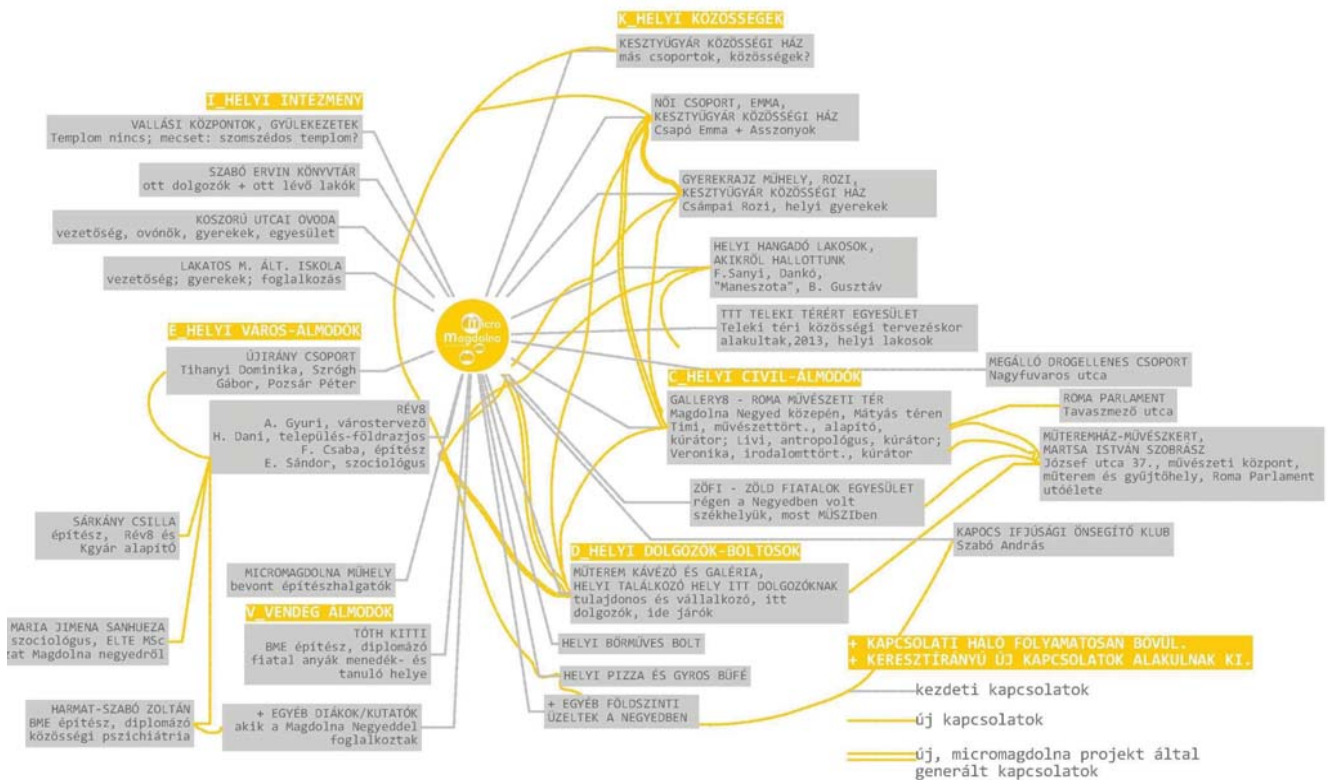 K_HELYI KÖZÖSSÉGEK
KESZTYŰGYÁR KÖZÖSSÉGI HÁZ
más csoportok, közösségek?
NŐI CSOPORT, EMMA,
KESZTYŰGYÁR KÖZÖSSÉGI HÁZ
Csapó Emma + Asszonyok
GYEREKRAJZ MŰHELY, ROZI,
KESZTYŰGYÁR KÖZÖSSÉGI HÁZ
Csámpai Rozi, helyi gyerekek
HELYI HANGADÓ LAKOSOK,
AKIKRŐL HALLOTTUNK
F.Sanyi, Dankó,
"Maneszota", B. Gusztáv
TTT TELEKI TÉRÉRT EGYESÜLET
Teleki téri közösségi tervezéskor
alakultak,2013, helyi lakosok
I_HELYI INTÉZMÉNY
VALLÁSI KÖZPONTOK, GYÜLEKEZETEK
Templom nincs; mecset: szomszédos templom?
SZABÓ ERVIN KÖNYVTÁR
ott dolgozók + ott lévő lakók
KOSZORÚ UTCAI OVODA
vezetőség, ovónők, gyerekek, egyesület
LAKATOS M. ÁLT. ISKOLA
vezetőség; gyerekek; foglalkozás
micro
magdolna
E_HELYI VÁROS-ÁLMODÓK
ÚJIRÁNY CSOPORT
Tihanyi Dominika, Szrógh
Gábor, Pozsár Péter
RÉV8
A. Gyuri, várostervező
H. Dani, település-földrajzos
F. Csaba, építész
E. Sándor, szociológus
SÁRKÁNY CSILLA
építész, Rév8 és
Kgyár alapítÓ
MARIA JIMENA SANHUEZA
szociológus, ELTE MSc
zat Magdolna negyedről
HARMAT-SZABÓ ZOLTÁN
BME építész, diplomázó
közösségi pszichiátria
MICROMAGDOLNA MŰHELY
bevont építészhalgatók
V_VENDÉG ÁLMODÓK
TÓTH KITTI
BME építész, diplomázó
fiatal anyák menedék- és
tanuló helye
+ EGYÉB DIÁKOK/KUTATÓK
akik a Magdolna Negyeddel
foglalkoztak
MEGÁLLÓ DROGELLENES CSOPORT
Nagyfuvaros utca
C_HELYI CIVIL-ÁLMODÓK
GALLERY8 - ROMA MŰVÉSZETI TÉR
Magdolna Negyed közepén, Mátyás téren
Timi, művészettört., alapító,
kúrátor; Livi, antropológus, kúrátor;
Veronika, irodalomttört., kúrátor
ROMA PARLAMENT
Tavaszmező utca
MŰTEREMHÁZ-MŰVÉSZKERT,
MARTSA ISTVÁN SZOBRÁSZ
József utca 37., művészeti központ,
műterem és gyűjtőhely, Roma Parlament
utóélete
ZÖFI - ZÖLD FIATALOK EGYESÜLET
régen a Negyedben volt
székhelyük, most MÜSZIben
KAPOCS IFJÚSÁGI ÖNSEGÍTŐ KLUB
Szabó András
D_HELYI DOLGOZÓK-BOLTOSOK
MŰTEREM KÁVÉZÓ ÉS GALÉRIA,
HELYI TALÁLKOZÓ HELY ITT DOLGOZÓKNAK
tulajdonos és vállalkozó, itt
dolgozók, ide járók
HELYI BŐRMŰVES BOLT
HELYI PIZZA ÉS GYROS BÜFÉ
+ EGYÉB FÖLDSZINTI
ÜZELTEK A NEGYEDBEN
+ KAPCSOLATI HÁLÓ FOLYAMATOSAN BŐVÜL.
+ KERESZTIRÁNYÚ ÚJ KAPCSOLATOK ALAKULNAK KI.
kezdeti kapcsolatok
új kapcsolatok
új, micromagdolna projekt által
generált kapcsolatok